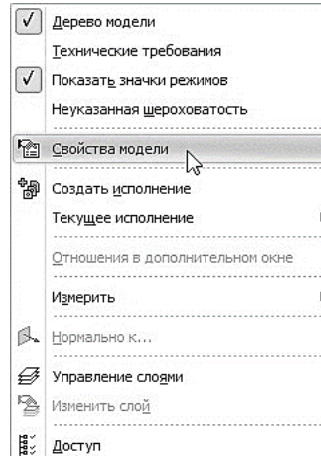 Дерево модели
Технические требования
Показать значки режимов
Неуказанная шероховатость
Свойства модели
Создать исполнение
Текущее исполнение
Отношения в дополнительном окне
Измерить
Нормально к...
Управление слоями
Изменить слой
Доступ